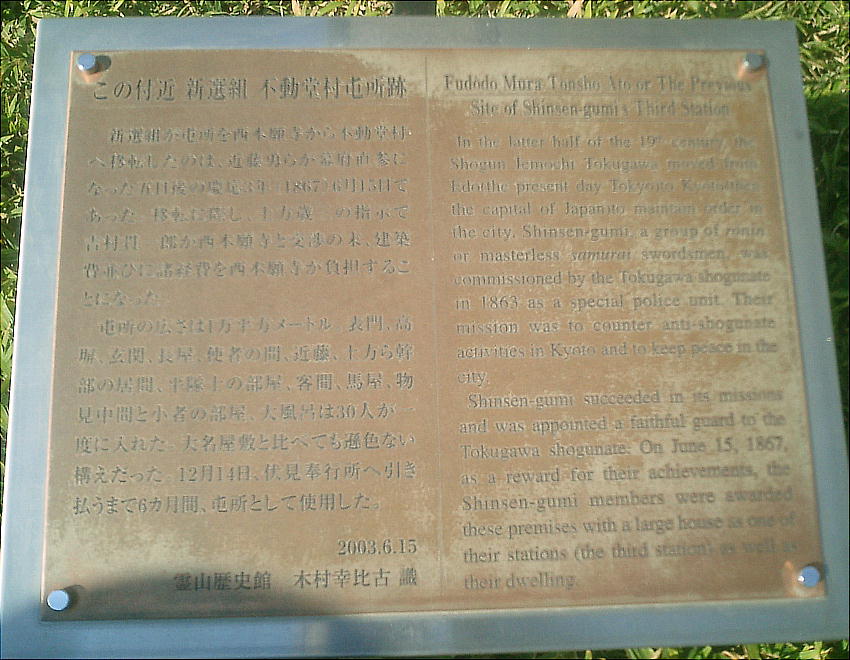 この付近 新選組 不動堂村屯所跡
新選組が屯所を西本願寺から不動堂村
へ移転したのは、近藤勇らが幕府直参に
なった五日後の慶応3年(1867)6月15日で
あった。移転に際し、土方歳三の指示で
吉村貫一郎が西本願寺と交渉の末、建築
費並びに諸経費を西本願寺が負担するこ
とになった。
屯所の広さは1万平方メートル。表門、高
塀、玄関、長屋、使者の間、近藤、土方ら幹
部の居間、平隊士の部屋、客間、馬屋、物
見中間と小者の部屋、大風呂は30人が一
度に入れた。大名屋敷と比べても遜色ない
構えだった。12月14日、伏見奉行所へ引き
払うまで6カ月間、屯所として使用した。
2003.6.15
霊山歴史館 木村幸比古 識
Fudodo Mura Tonsho Ato or The Previous
Site of Shinsen-gumi's Third Station
In the latter half of the 19th century, the
Shogun Iemochi Tokugawa moved from
Edo(the present day Tokyo)to Kyoto(then
the capital of Japan)to maintain order in
the city. Shinsen-gumi, a group of ronin
or masterless samurai swordsmen, was
commissioned by the Tokugawa shogunate
in 1863 as a special police unit. Their
mission was to counter anti-shogunate
activities in Kyoto and to keep peace in the
city.
Shinsen-gumi succeeded in its missions
and was appointed a faithful guard to the
Tokugawa shogunate. On June 15, 1867,
as a reward for their achievements, the
Shinsen-gumi members were awarded
these premises with a large house as one of
their stations (the third station) as well as
their dwelling.